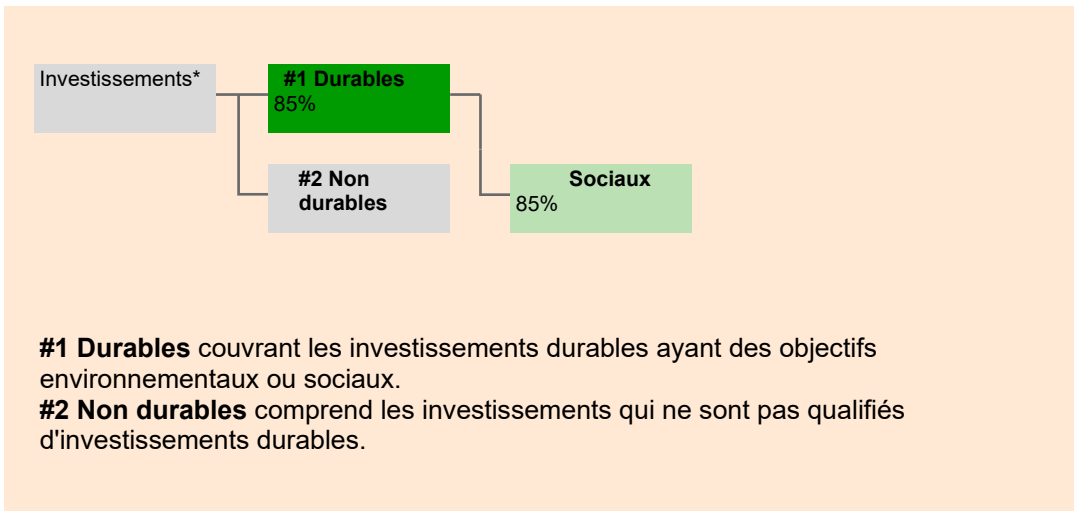 Investissements*
#1 Durables
85%
#2 Non
durables
Sociaux
85%
#1 Durables couvrant les investissements durables ayant des objectifs
environnementaux ou sociaux.
#2 Non durables comprend les investissements qui ne sont pas qualifiés
d'investissements durables.